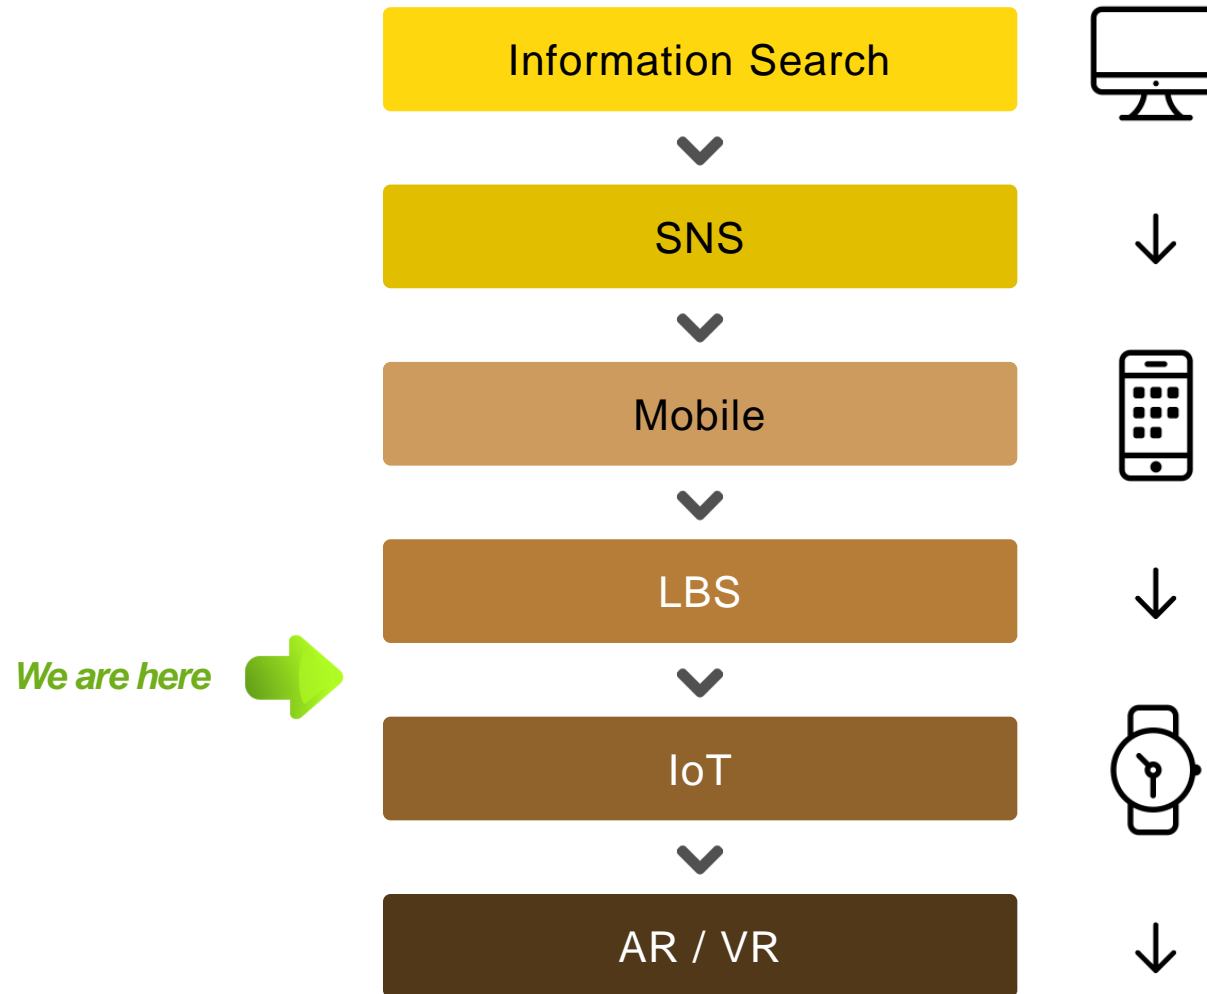 Information Search
SNS
Mobile
LBS
We are here
IoT
AR / VR